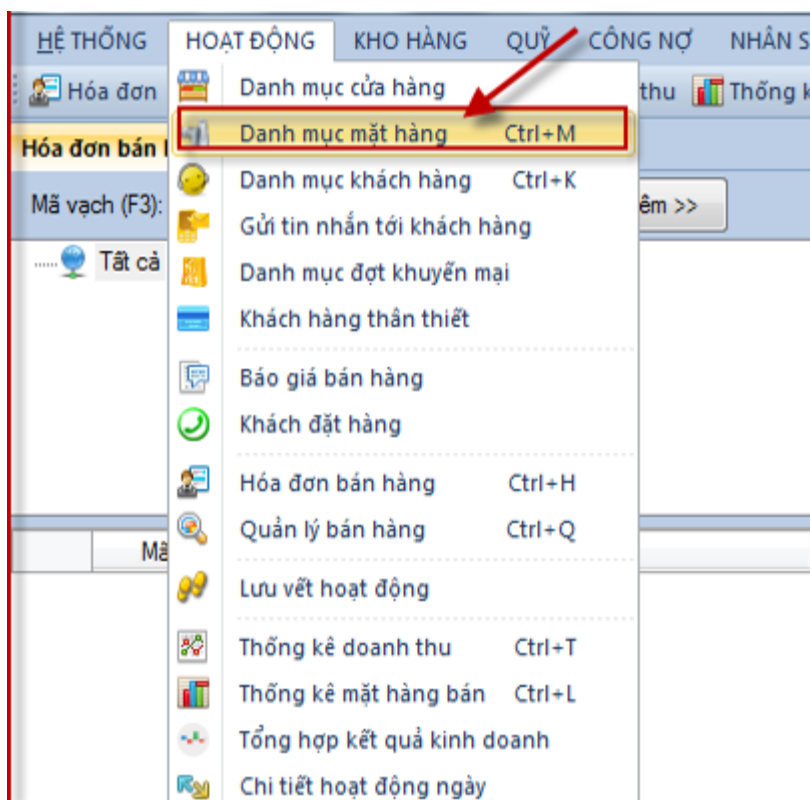 HỆ THỐNG HOẠT ĐỘNG KHO HÀNG QUỸ CÔNG NỢ NHÂN S
Hóa đơn thu Thống k
Hóa đơn bán
Mã vạch (F3): êm >>
Tất cả
Danh mục cửa hàng
Danh mục mặt hàng Ctrl+M
Danh mục khách hàng Ctrl+K
Gửi tin nhắn tới khách hàng
Danh mục đợt khuyến mại
Khách hàng thân thiết
Báo giá bán hàng
Khách đặt hàng
Hóa đơn bán hàng Ctrl+H
Quản lý bán hàng Ctrl+Q
Mã
Lưu vết hoạt động
Thống kê doanh thu Ctrl+T
Thống kê mặt hàng bán Ctrl+L
Tổng hợp kết quả kinh doanh
Chi tiết hoạt động ngày